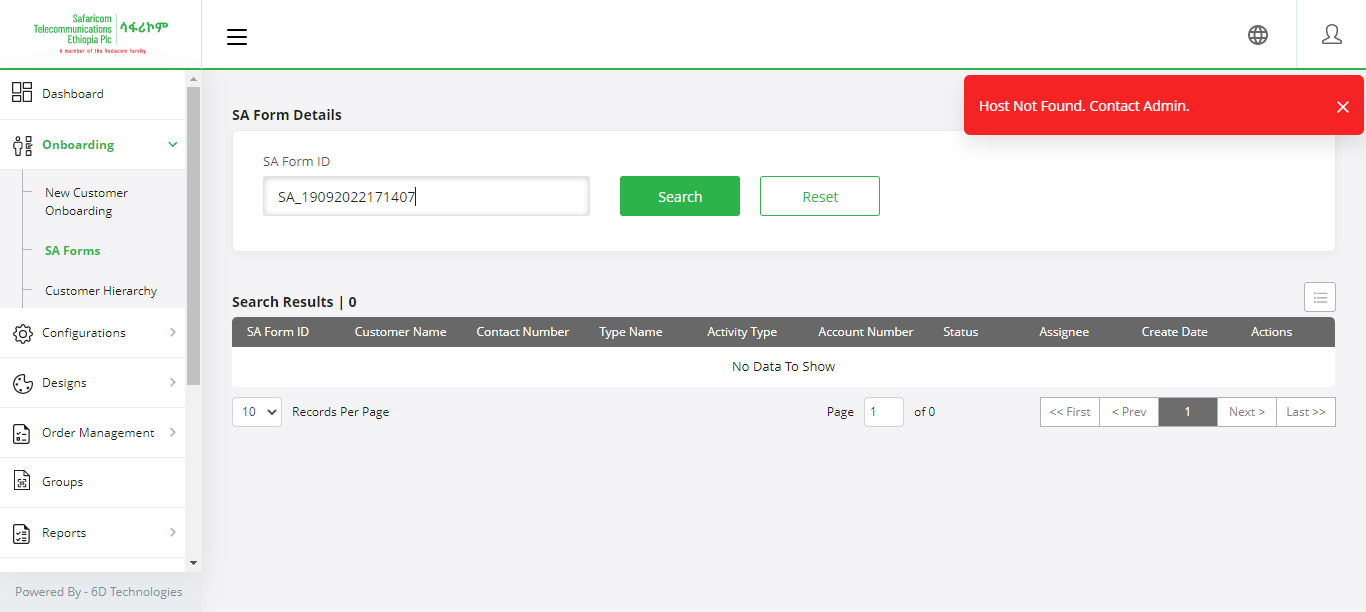 Safaricom
Telecommunications
Ethiopia Plc
ሳፋሪኮም
A member of the Vodacom family
Host Not Found. Contact Admin.
Dashboard
Onboarding
New Customer
Onboarding
SA Forms
Customer Hierarchy
Configurations
Designs
Order Management
Groups
Reports
Powered By - 6D Technologies
SA Form Details
SA Form ID
SA_19092022171407
Search
Reset
Search Results | 0
SA Form ID Customer Name Contact Number Type Name Activity Type Account Number Status Assignee Create Date Actions
No Data To Show
10 Records Per Page
Page 1 of 0
<< First < Prev 1 Next > Last >>